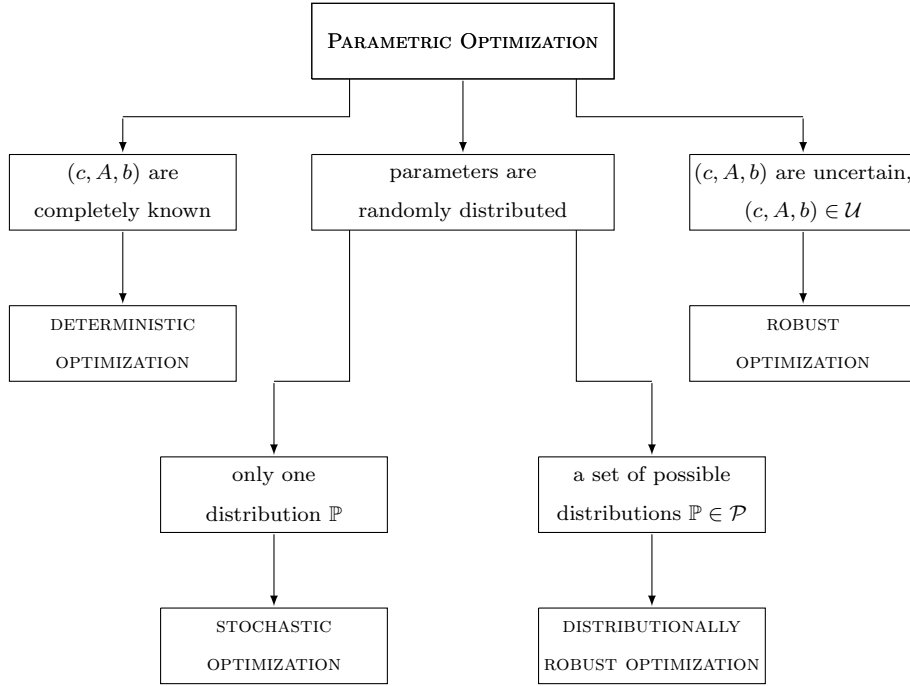 PARAMETRIC OPTIMIZATION
(c, A, b) are
completely known
parameters are
randomly distributed
(c, A, b) are uncertain,
(c, A, b) ∈ 𝒰
DETERMINISTIC
OPTIMIZATION
ROBUST
OPTIMIZATION
only one
distribution ℙ
a set of possible
distributions ℙ ∈ 𝒫
STOCHASTIC
OPTIMIZATION
DISTRIBUTIONALLY
ROBUST OPTIMIZATION